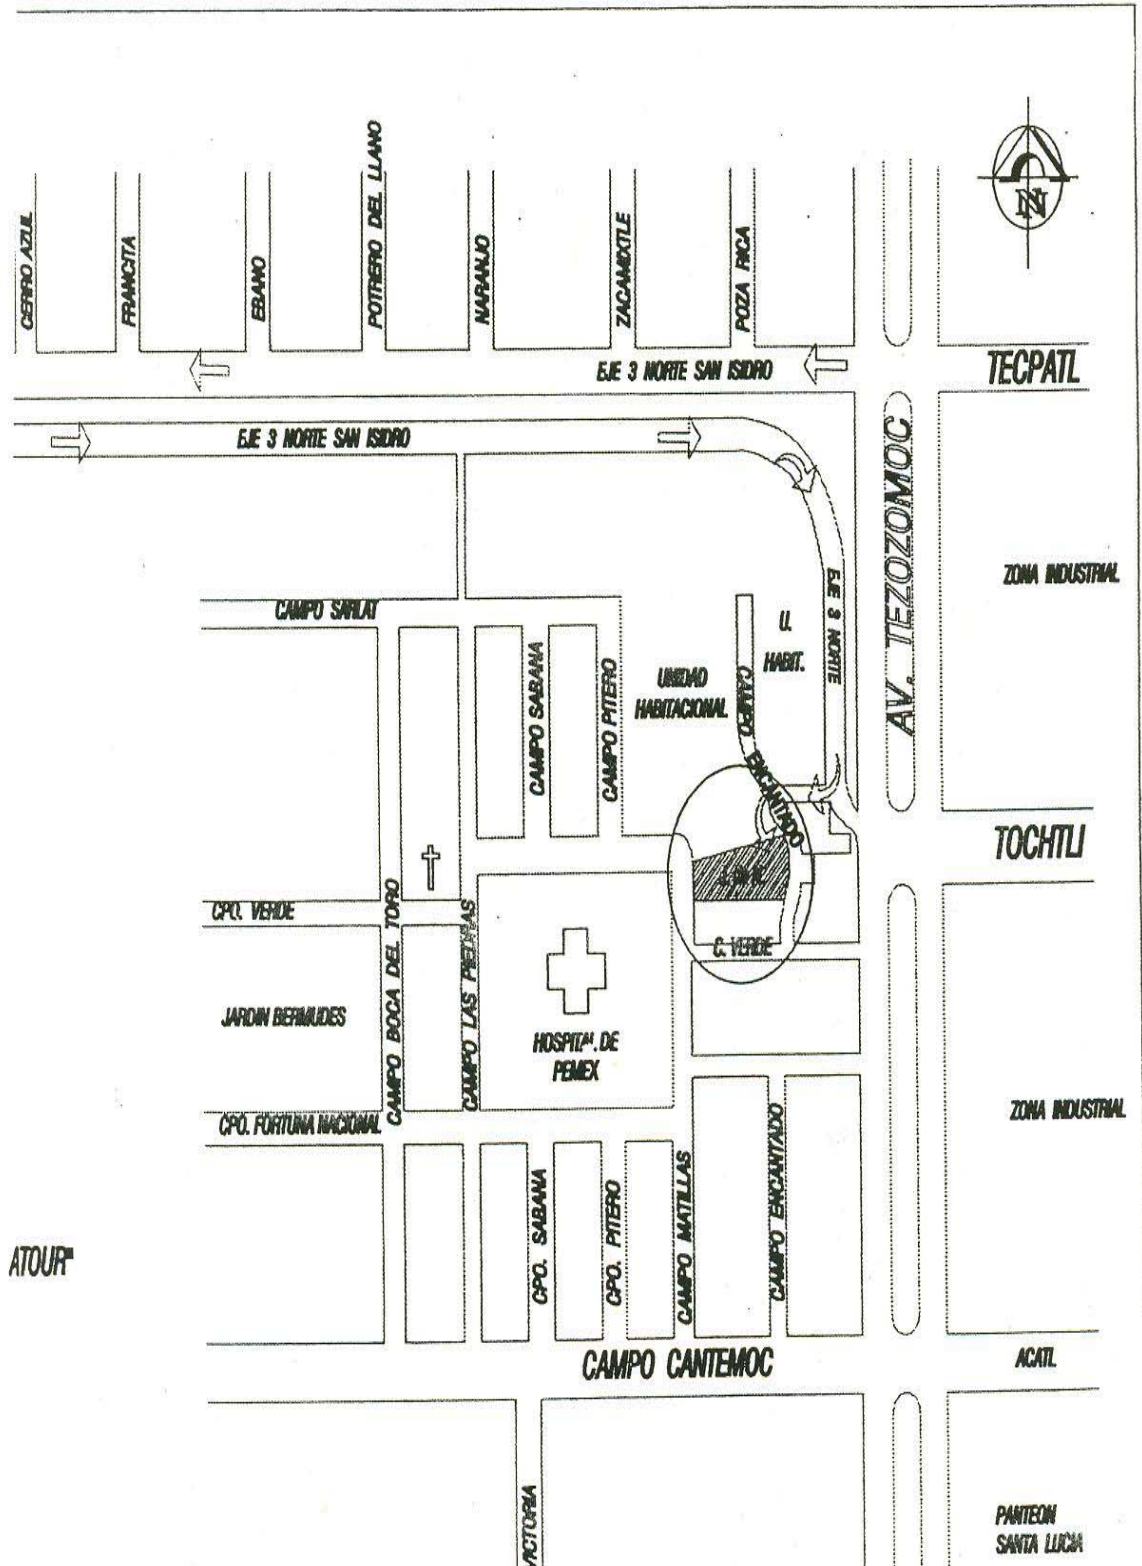 CERRO AZUL
FRANCITA
EBANO
POTRERO DEL LLANO
NARANJO
ZACAMIXTLE
POZA RICA
N
EJE 3 NORTE SAN ISIDRO
TECPATL
EJE 3 NORTE SAN ISIDRO
AV. TEZOZOMOC
ZONA INDUSTRIAL
EJE 3 NORTE
CAMPO SARLAT
U.
HABIT.
UNIDAD
HABITACIONAL
CAMPO ENCANTADO
CAMPO SABANA
CAMPO PITERO
TOCHTLI
CPO. VERDE
CAMPO BOCA DEL TORO
CAMPO LAS PIEDRAS
C. VERDE
JARDIN BERMUDES
HOSPITAL DE
PEMEX
ZONA INDUSTRIAL
CPO. FORTUNA NACIONAL
CPO. SABANA
CPO. PITERO
CAMPO MATILLAS
CAMPO ENCANTADO
ATOUR
CAMPO CANTEMOC
ACATL
VICTORIA
PANTEON
SANTA LUCIA